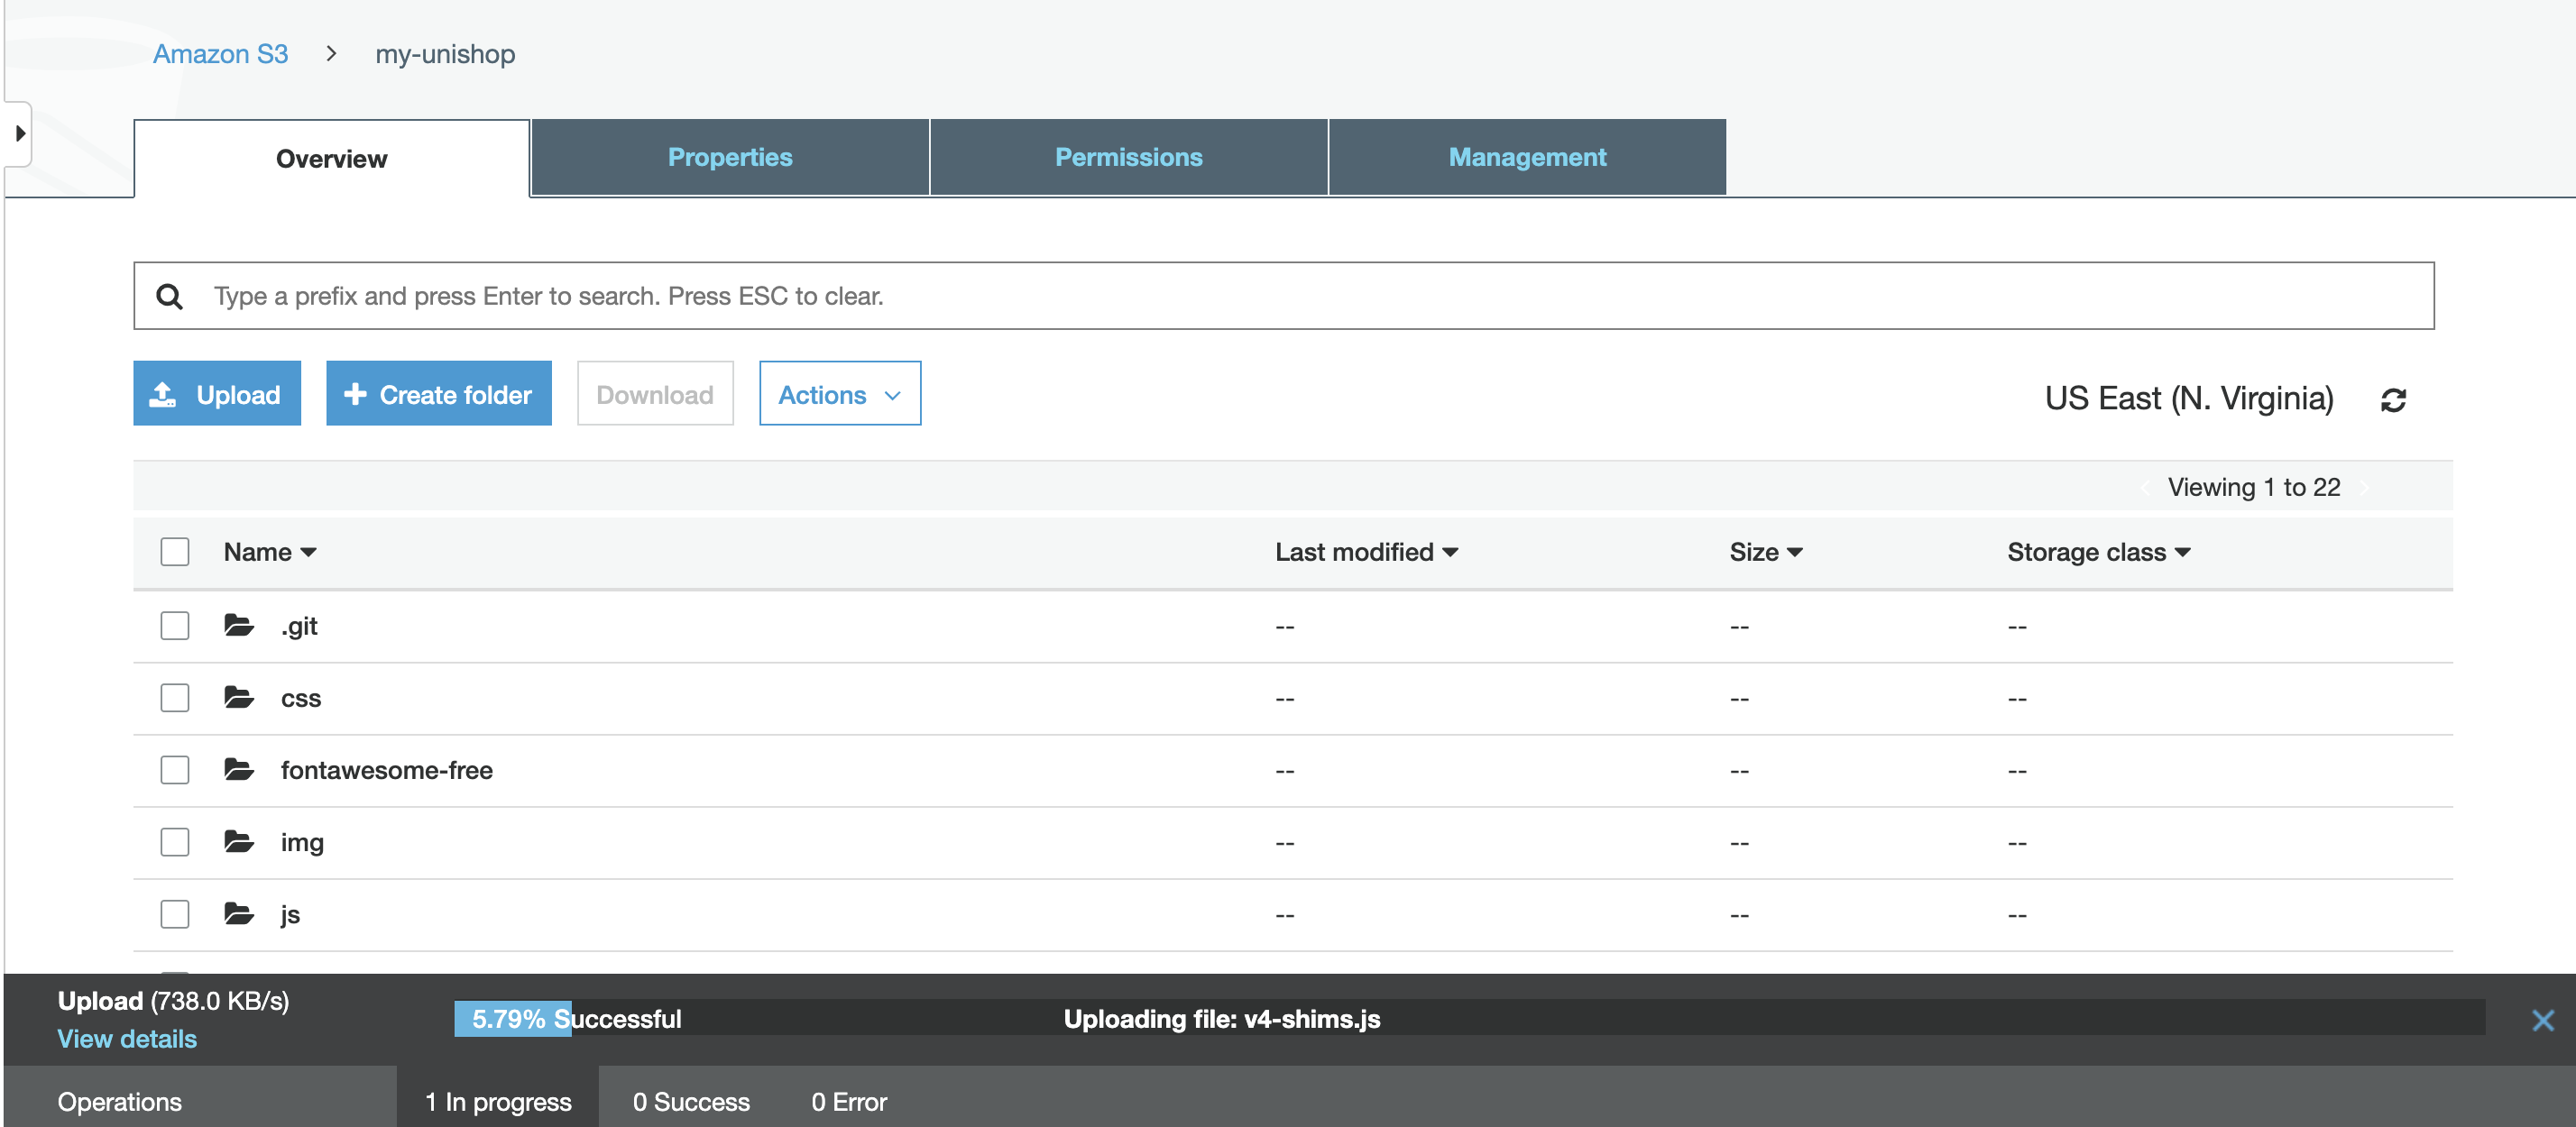 Amazon S3 > my-unishop
Overview Properties Permissions Management
Type a prefix and press Enter to search. Press ESC to clear.
Upload Create folder Download Actions US East (N. Virginia)
Viewing 1 to 22
Name Last modified Size Storage class
.git -- -- --
css -- -- --
fontawesome-free -- -- --
img -- -- --
js -- -- --
Upload (738.0 KB/s)
5.79% Successful Uploading file: v4-shims.js
View details
Operations 1 In progress 0 Success 0 Error